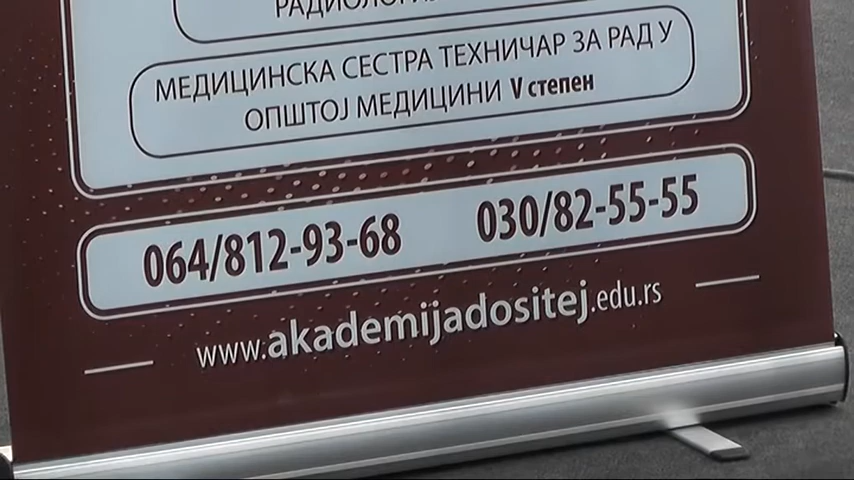 МЕДИЦИНСКА СЕСТРА ТЕХНИЧАР ЗА РАД У
ОПШТОЈ МЕДИЦИНИ V степен
064/812-93-68 030/82-55-55
www.akademijadositej.edu.rs